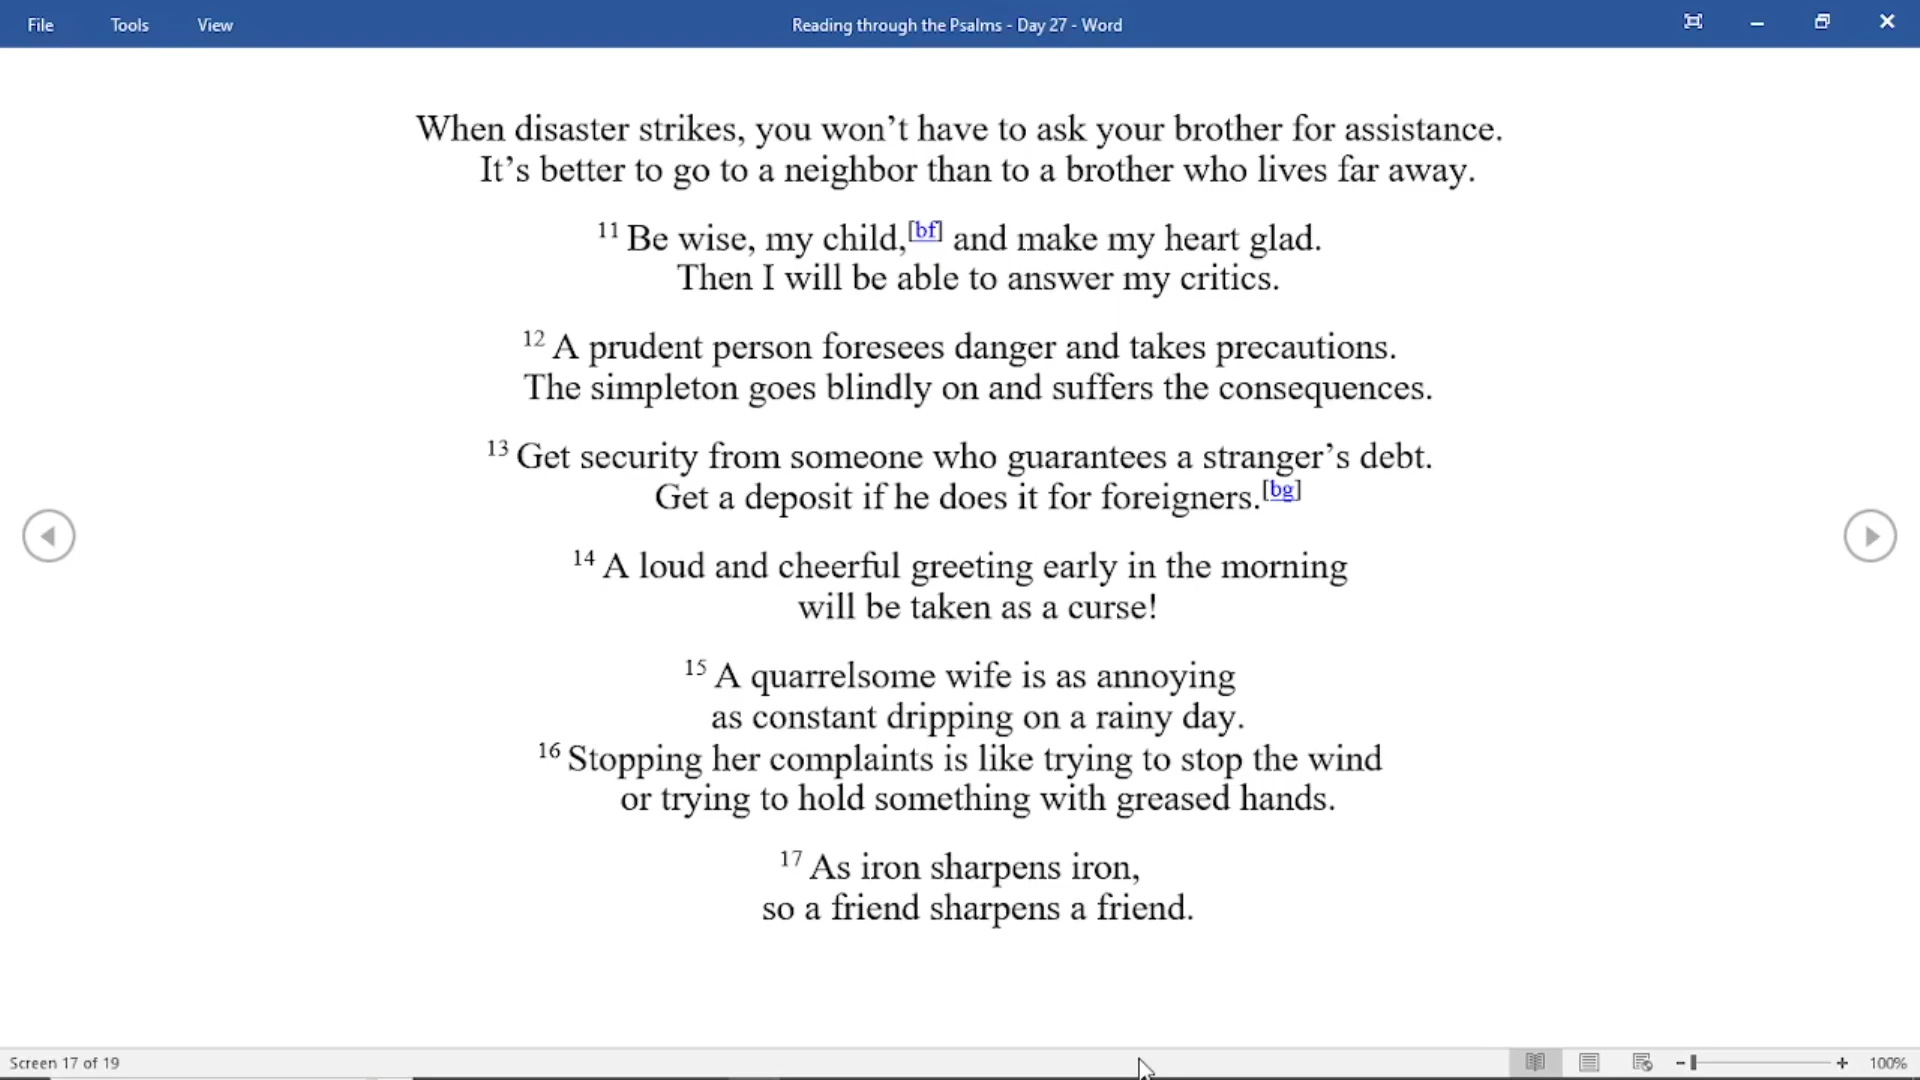 File Tools View Reading through the Psalms - Day 27 - Word
When disaster strikes, you won’t have to ask your brother for assistance.
It’s better to go to a neighbor than to a brother who lives far away.
11 Be wise, my child,[bf] and make my heart glad.
Then I will be able to answer my critics.
12 A prudent person foresees danger and takes precautions.
The simpleton goes blindly on and suffers the consequences.
13 Get security from someone who guarantees a stranger’s debt.
Get a deposit if he does it for foreigners.[bg]
14 A loud and cheerful greeting early in the morning
will be taken as a curse!
15 A quarrelsome wife is as annoying
as constant dripping on a rainy day.
16 Stopping her complaints is like trying to stop the wind
or trying to hold something with greased hands.
17 As iron sharpens iron,
so a friend sharpens a friend.
Screen 17 of 19 100%